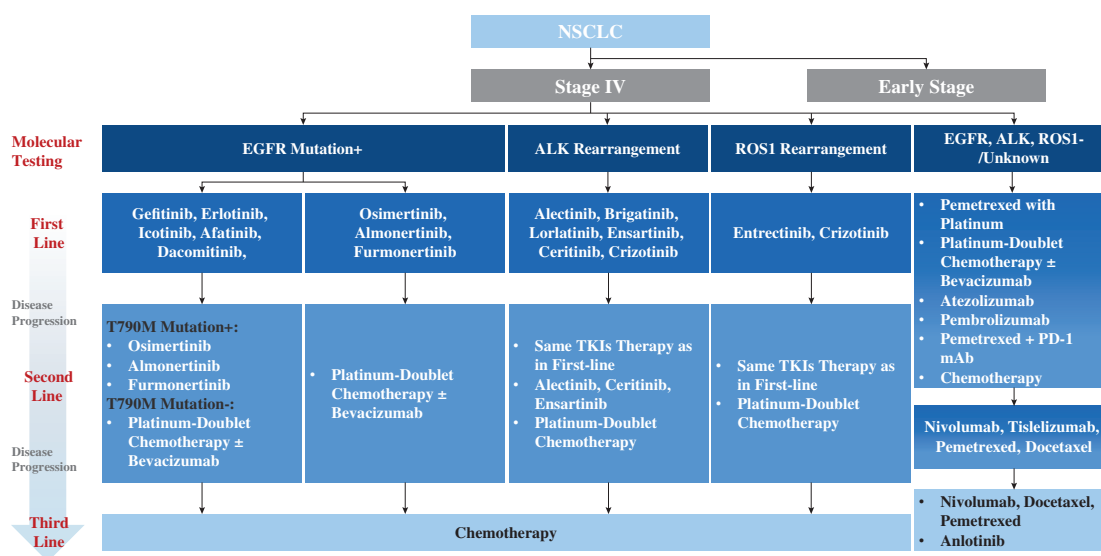 NSCLC
Stage IV
Early Stage
Molecular
Testing
EGFR Mutation+
ALK Rearrangement
ROS1 Rearrangement
EGFR, ALK, ROS1-
/Unknown
First
Line
Gefitinib, Erlotinib,
Icotinib, Afatinib,
Dacomitinib,
Osimertinib,
Almonertinib,
Furmonertinib
Alectinib, Brigatinib,
Lorlatinib, Ensartinib,
Ceritinib, Crizotinib
Entrectinib, Crizotinib
• Pemetrexed with
Platinum
• Platinum-Doublet
Chemotherapy ±
Bevacizumab
• Atezolizumab
• Pembrolizumab
• Pemetrexed + PD-1
mAb
• Chemotherapy
Disease
Progression
Second
Line
T790M Mutation+:
• Osimertinib
• Almonertinib
• Furmonertinib
T790M Mutation-:
• Platinum-Doublet
Chemotherapy ±
Bevacizumab
• Platinum-Doublet
Chemotherapy ±
Bevacizumab
• Same TKIs Therapy as
in First-line
• Alectinib, Ceritinib,
Ensartinib
• Platinum-Doublet
Chemotherapy
• Same TKIs Therapy as
in First-line
• Platinum-Doublet
Chemotherapy
Nivolumab, Tislelizumab,
Pemetrexed, Docetaxel
Disease
Progression
Third
Line
Chemotherapy
• Nivolumab, Docetaxel,
Pemetrexed
• Anlotinib